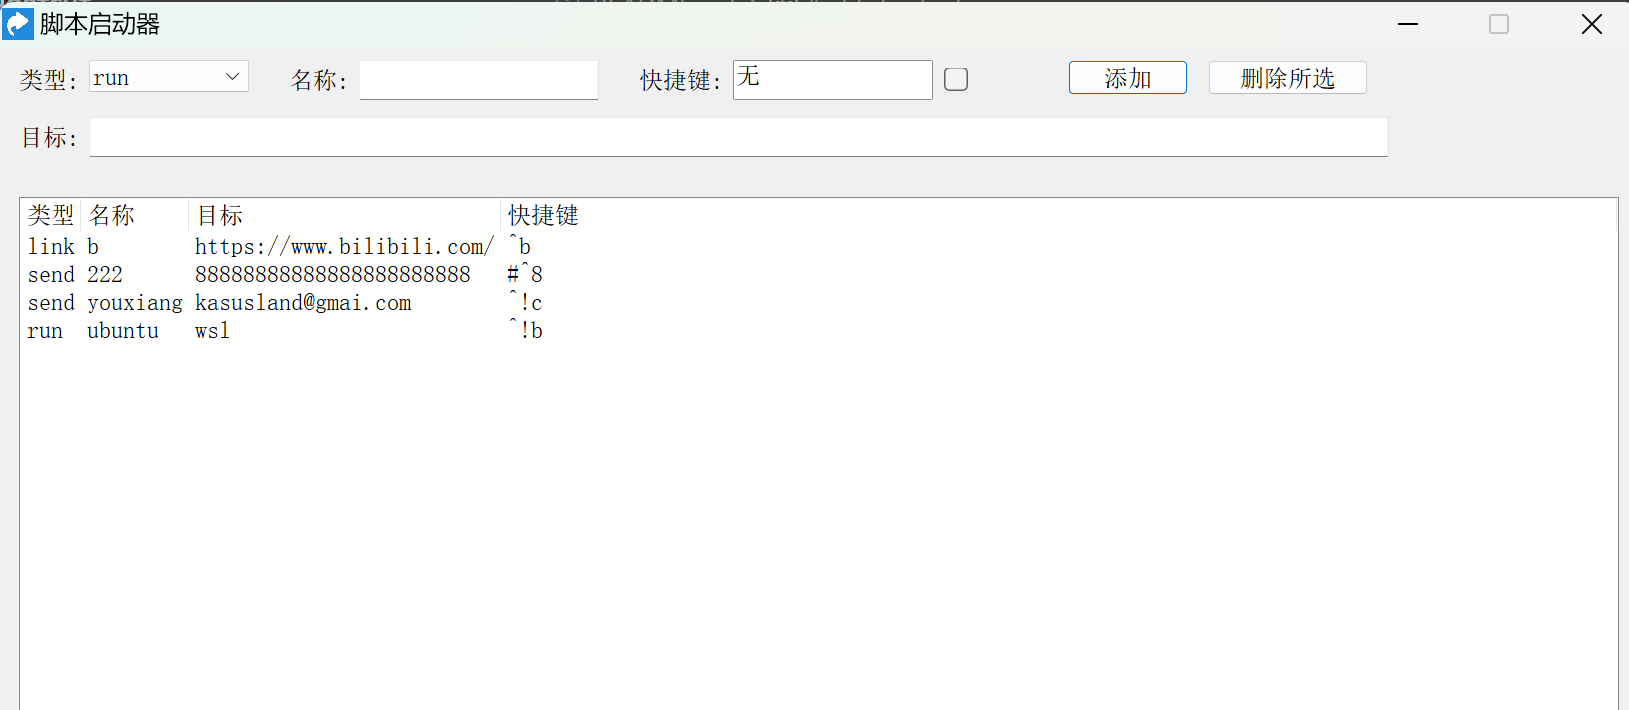 脚本启动器
类型: run 名称: 快捷键: 无 添加 删除所选
目标:
类型 名称 目标 快捷键
link b https://www.bilibili.com/ ^b
send 222 88888888888888888888888 #^8
send youxiang kasusland@gmai.com ^!c
run ubuntu wsl ^!b